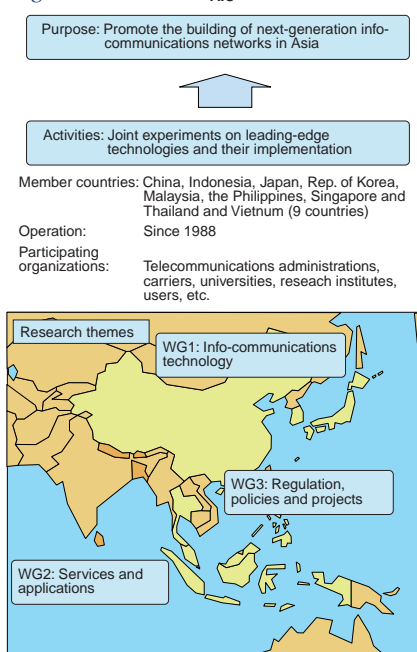 Purpose: Promote the building of next-generation info-
communications networks in Asia
Activities: Joint experiments on leading-edge
technologies and their implementation
Member countries: China, Indonesia, Japan, Rep. of Korea,
Malaysia, the Philippines, Singapore and
Thailand and Vietnum (9 countries)
Operation: Since 1988
Participating
organizations: Telecommunications administrations,
carriers, universities, reseach institutes,
users, etc.
Research themes
WG1: Info-communications
technology
WG3: Regulation,
policies and projects
WG2: Services and
applications